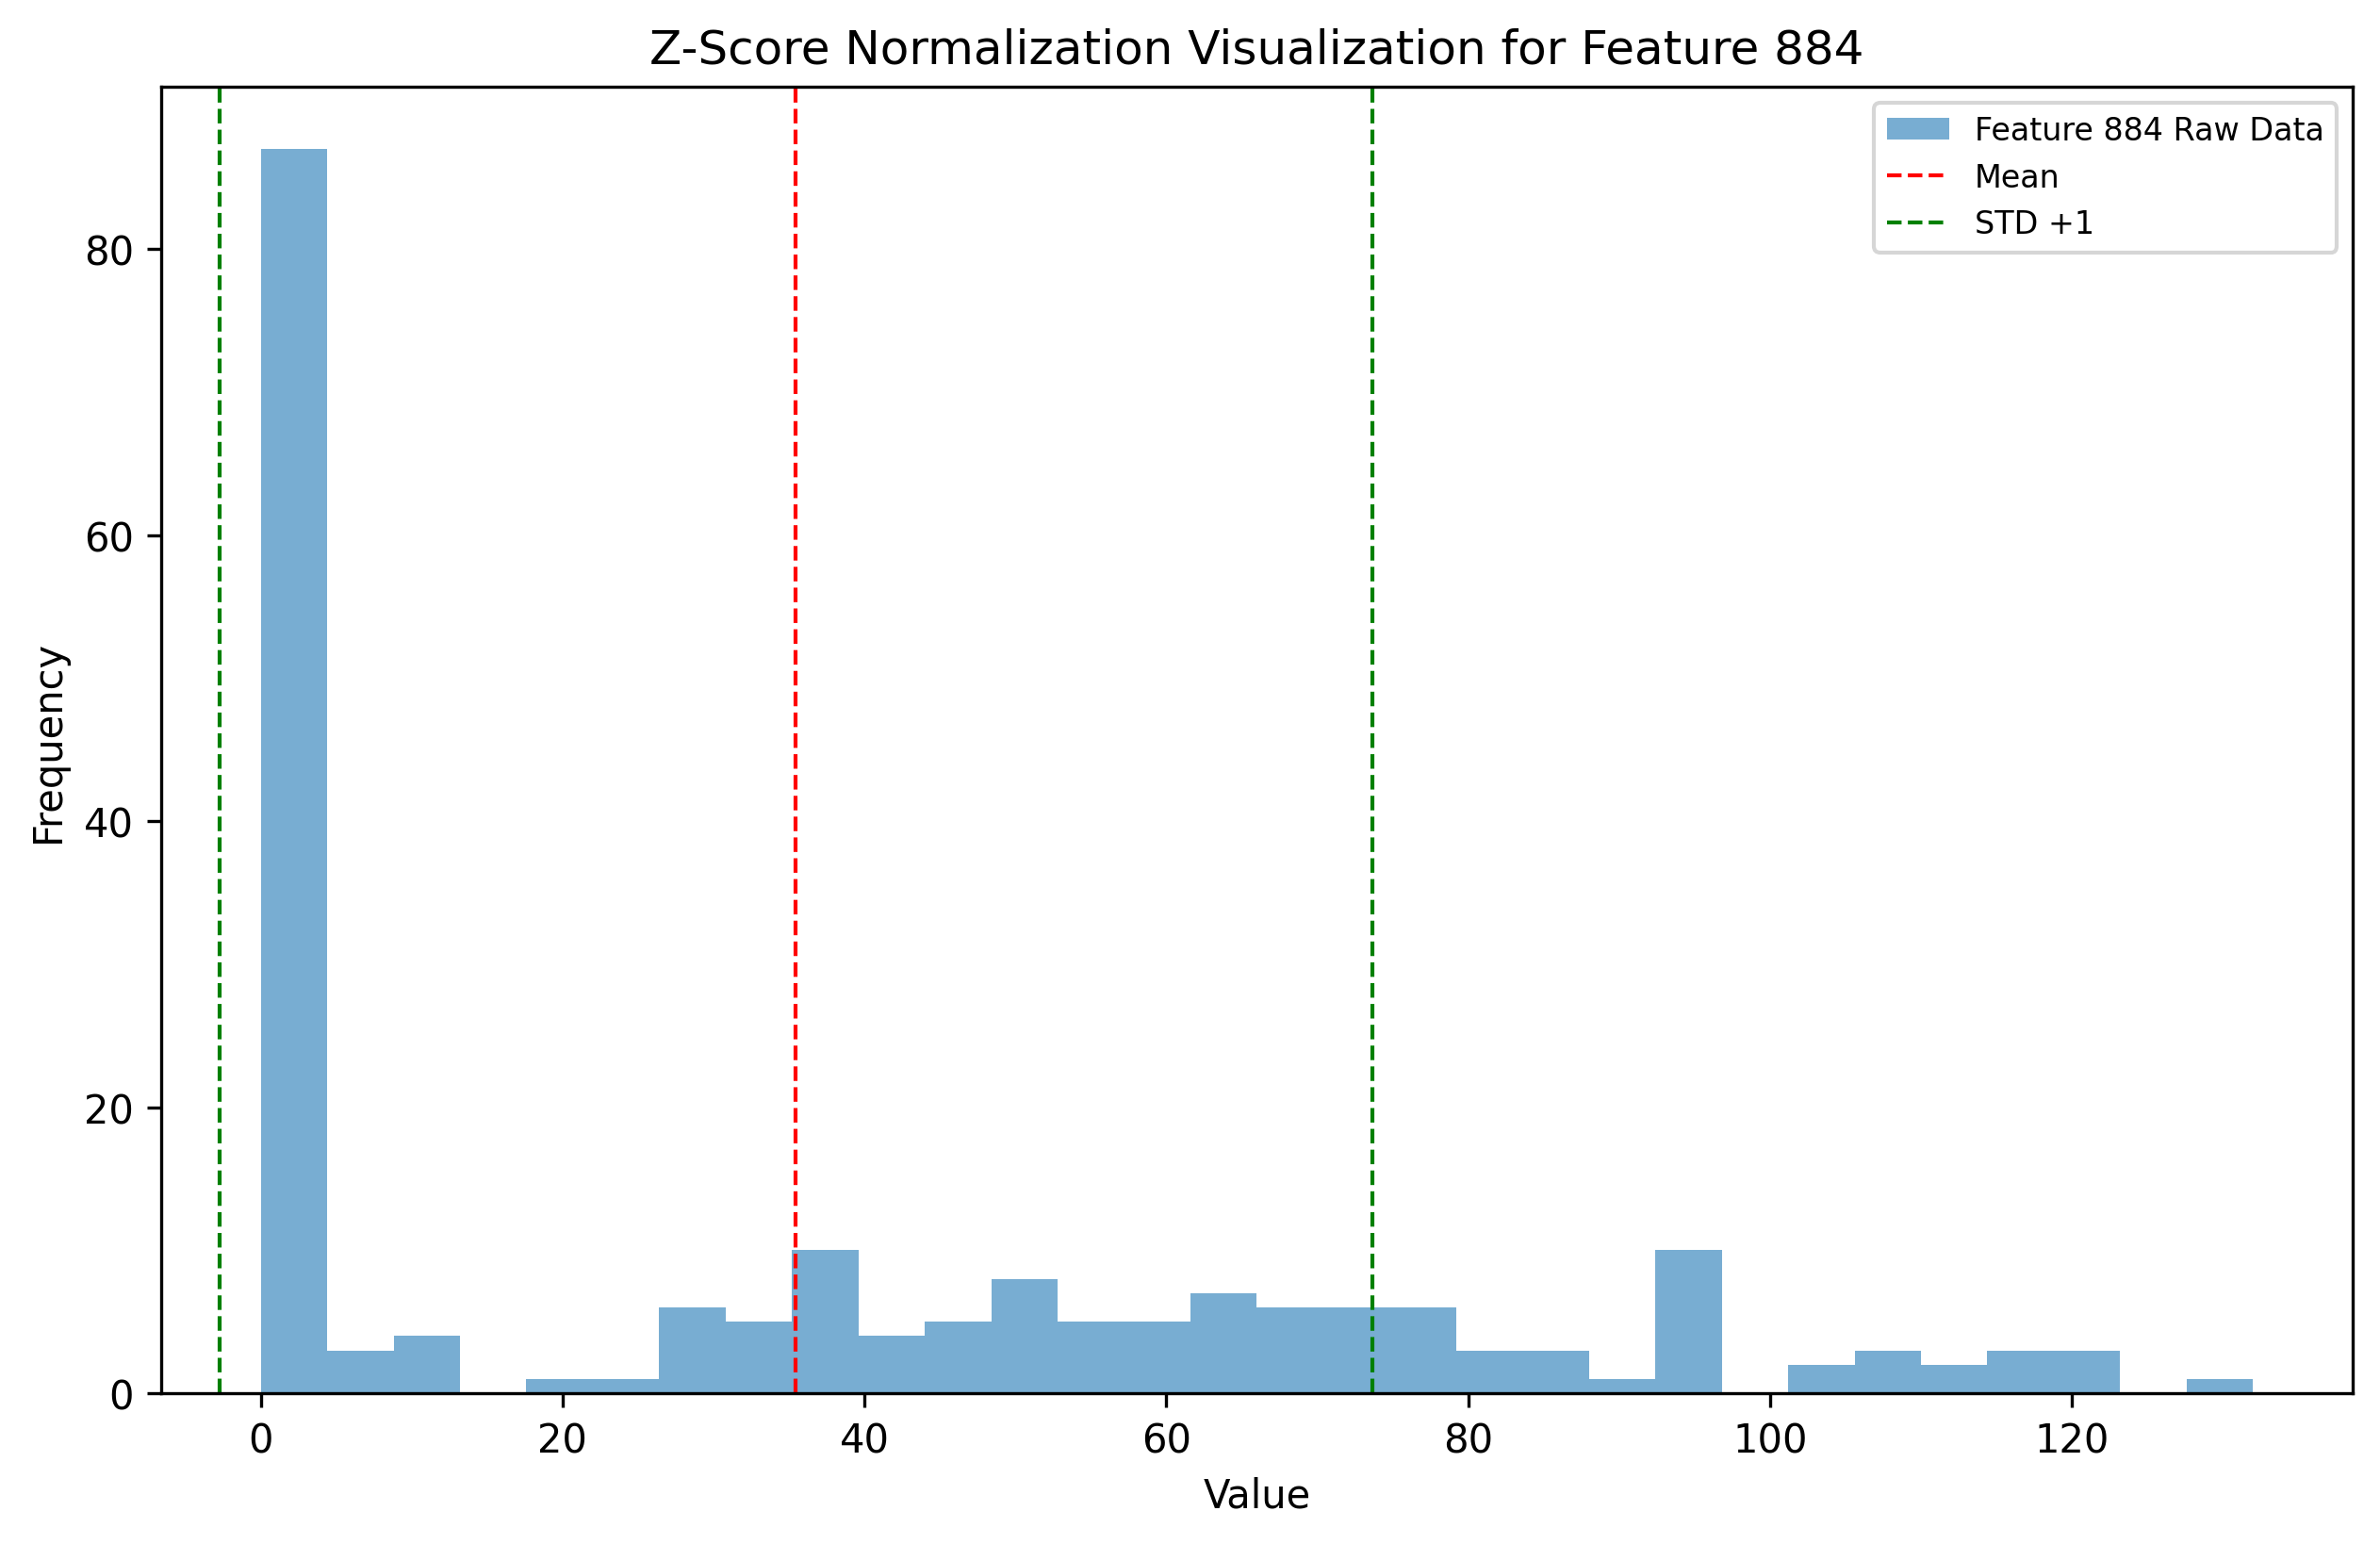 Z-Score Normalization Visualization for Feature 884
Feature 884 Raw Data
Mean
STD +1
Frequency
80
60
40
20
0
0 20 40 60 80 100 120
Value